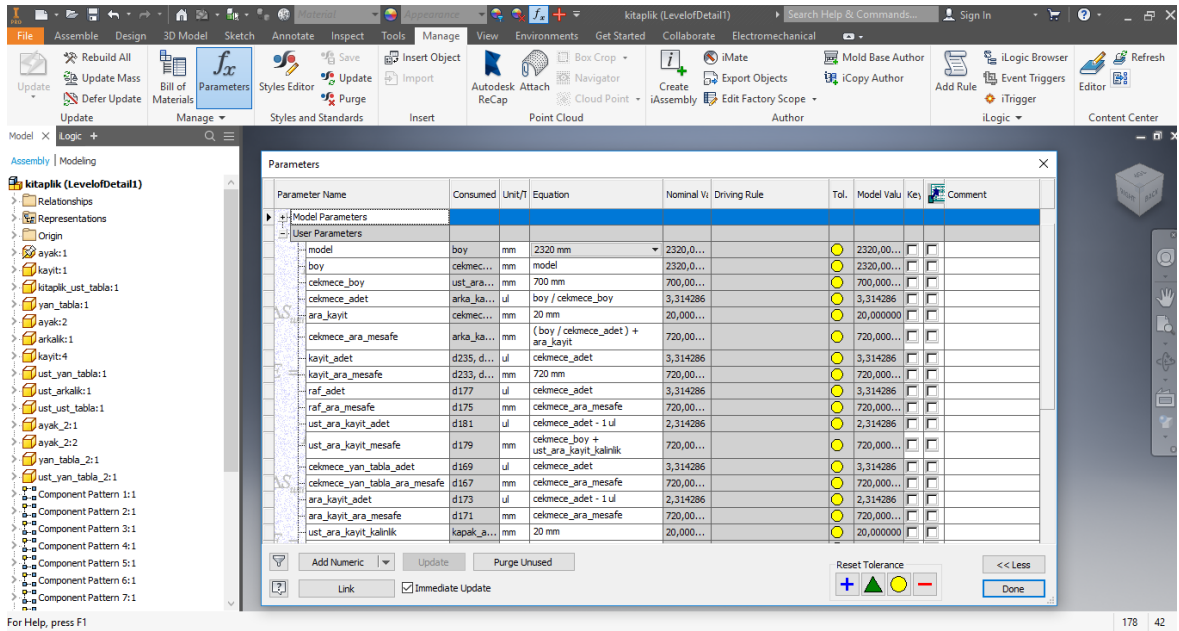 PRO
Material
Appearance
kitaplik (LevelofDetail1)
Search Help & Commands...
Sign In
File Assemble Design 3D Model Sketch Annotate Inspect Tools Manage View Environments Get Started Collaborate Electromechanical
Update
Rebuild All
Update Mass
Defer Update
Update
Bill of Materials
Parameters
Manage
Styles Editor
Save
Update
Purge
Styles and Standards
Insert Object
Import
Insert
Autodesk ReCap
Attach
Box Crop
Navigator
Cloud Point
Point Cloud
Create iAssembly
iMate
Export Objects
Edit Factory Scope
Mold Base Author
iCopy Author
Author
Add Rule
iLogic Browser
Event Triggers
iTrigger
iLogic
Editor
Refresh
Content Center
Model iLogic +
Assembly | Modeling
kitaplik (LevelofDetail1)
Relationships
Representations
Origin
ayak:1
kayit:1
kitaplik_ust_tabla:1
yan_tabla:1
ayak:2
arkalik:1
kayit:4
ust_yan_tabla:1
ust_arkalik:1
ust_ust_tabla:1
ayak_2:1
ayak_2:2
yan_tabla_2:1
ust_yan_tabla_2:1
Component Pattern 1:1
Component Pattern 2:1
Component Pattern 3:1
Component Pattern 4:1
Component Pattern 5:1
Component Pattern 6:1
Component Pattern 7:1
Parameters
Parameter Name Consumed Unit/T Equation Nominal Va Driving Rule Tol. Model Valu Key Comment
Model Parameters
User Parameters
model boy mm 2320 mm 2320,0... 2320,00...
boy cekmec... mm model 2320,0... 2320,00...
cekmece_boy ust_ara... mm 700 mm 700,00... 700,000...
cekmece_adet arka_ka... ul boy / cekmece_boy 3,314286 3,314286
ara_kayit cekmec... mm 20 mm 20,000... 20,000000
cekmece_ara_mesafe arka_ka... mm ( boy / cekmece_adet ) + ara_kayit 720,00... 720,000...
kayit_adet d235, d... ul cekmece_adet 3,314286 3,314286
kayit_ara_mesafe d233, d... mm 720 mm 720,00... 720,000...
raf_adet d177 ul cekmece_adet 3,314286 3,314286
raf_ara_mesafe d175 mm cekmece_ara_mesafe 720,00... 720,000...
ust_ara_kayit_adet d181 ul cekmece_adet - 1 ul 2,314286 2,314286
ust_ara_kayit_mesafe d179 mm cekmece_boy + ust_ara_kayit_kalinlik 720,00... 720,000...
cekmece_yan_tabla_adet d169 ul cekmece_adet 3,314286 3,314286
cekmece_yan_tabla_ara_mesafe d167 mm cekmece_ara_mesafe 720,00... 720,000...
ara_kayit_adet d173 ul cekmece_adet - 1 ul 2,314286 2,314286
ara_kayit_ara_mesafe d171 mm cekmece_ara_mesafe 720,00... 720,000...
ust_ara_kayit_kalinlik kapak_a... mm 20 mm 20,000... 20,000000
Add Numeric Update Purge Unused
Link Immediate Update
Reset Tolerance
<< Less
Done
For Help, press F1
178 42